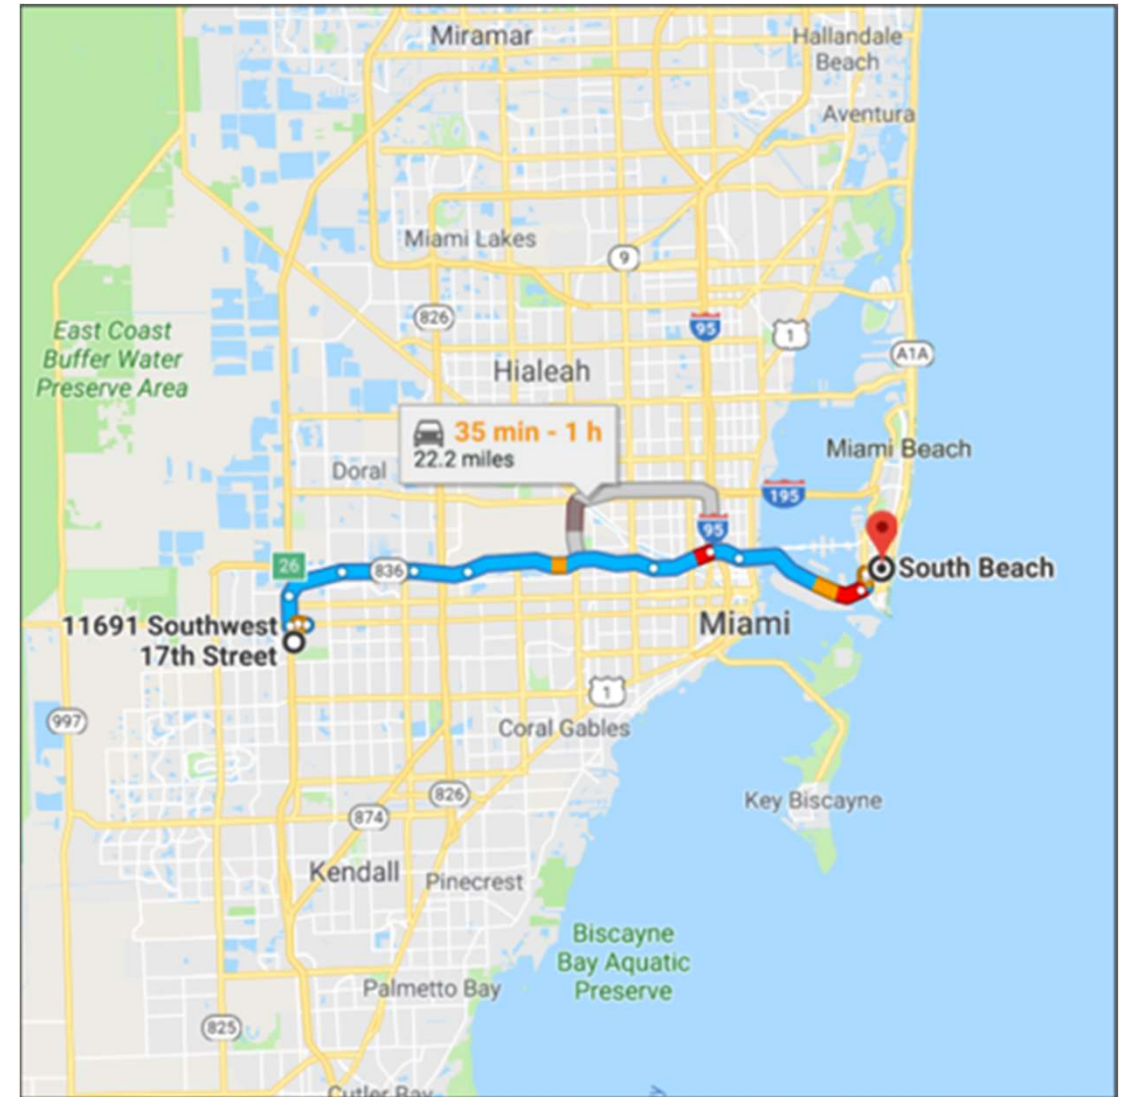 Miramar
Hallandale
Beach
Aventura
Miami Lakes
9
826
95
1
East Coast
Buffer Water
Preserve Area
A1A
Hialeah
35 min - 1 h
22.2 miles
Miami Beach
Doral
195
95
26
836
South Beach
11691 Southwest
17th Street
Miami
1
997
Coral Gables
826
Key Biscayne
874
Kendall
Pinecrest
Biscayne
Bay Aquatic
Preserve
Palmetto Bay
825
Cutler Bay